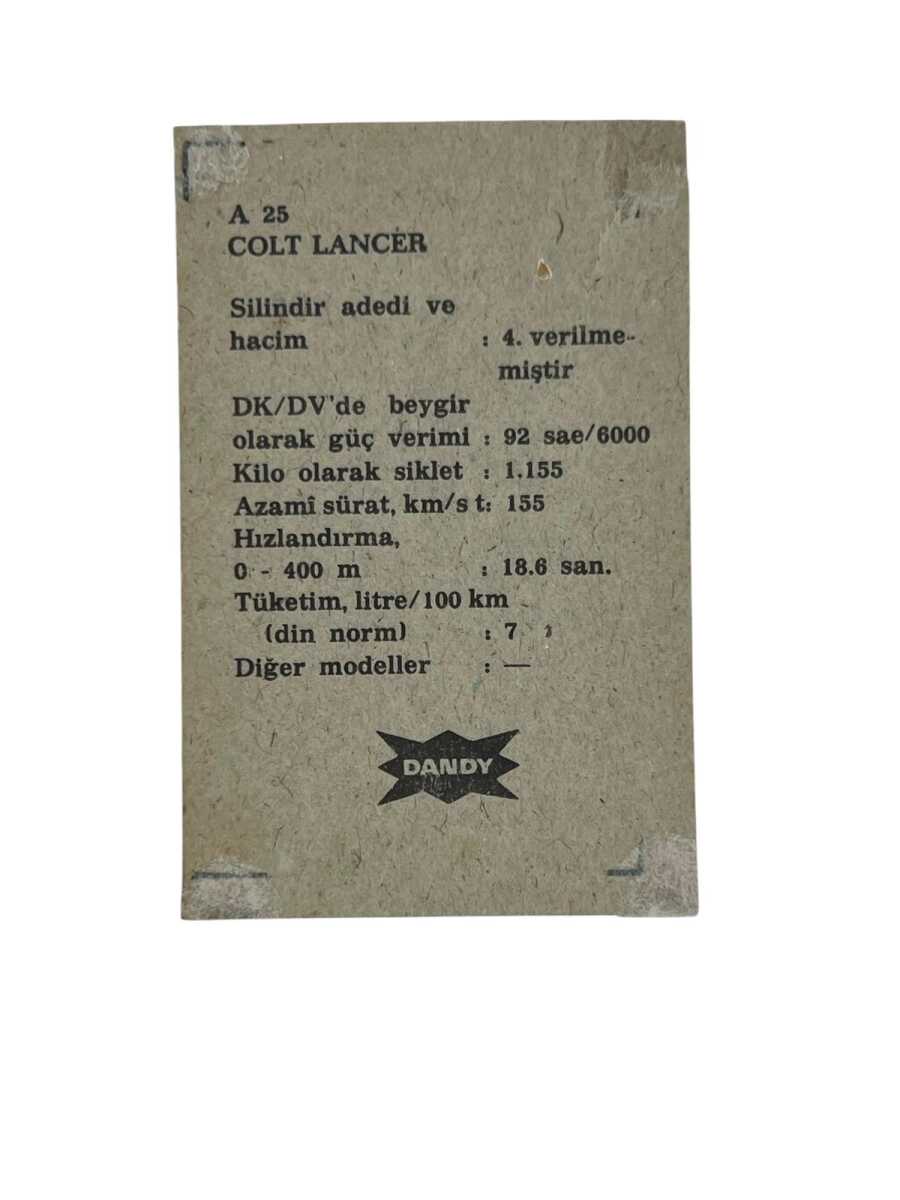 A 25
COLT LANCER
Silindir adedi ve
hacim : 4. verilme-
miştir
DK/DV'de beygir
olarak güç verimi : 92 sae/6000
Kilo olarak siklet : 1.155
Azamî sürat, km/s t: 155
Hızlandırma,
0 - 400 m : 18.6 san.
Tüketim, litre/100 km
(din norm) : 7
Diğer modeller : —
DANDY